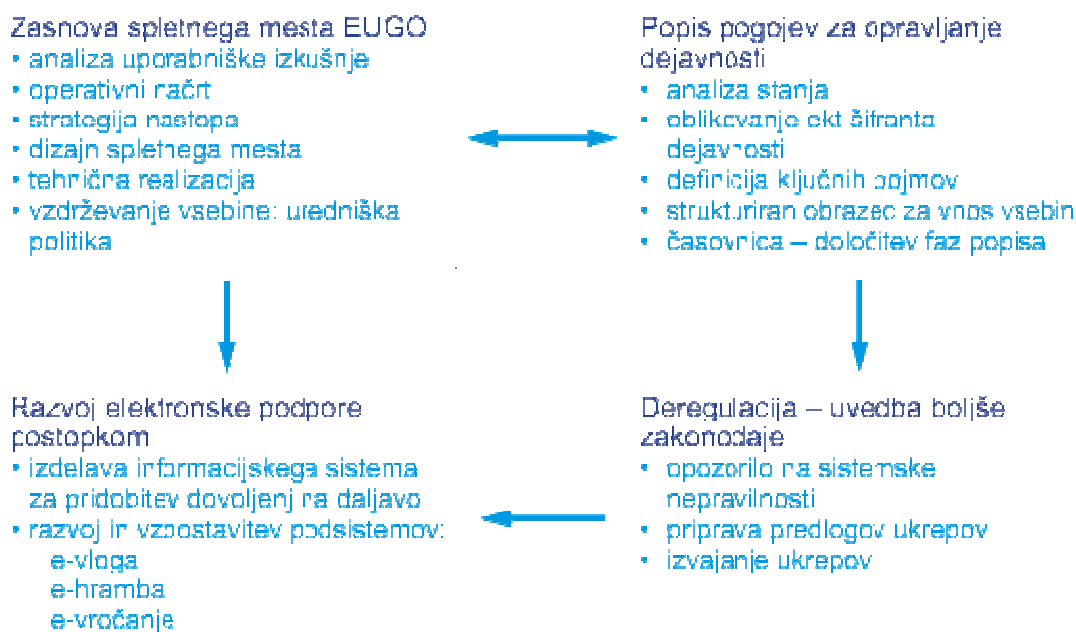 Zasnova spletnega mesta EUGO
• analiza uporabniške izkušnje
• operativni načrt
• strategija nastopa
• dizajn spletnega mesta
• tehnična realizacija
• vzdrževanje vsebine: uredniška
politika
Popis pogojev za opravljanje
dejavnosti
• analiza stanja
• oblikovanje ekt šifranta
dejavnosti
• definicija ključnih pojmov
• strukturiran obrazec za vnos vsebin
• časovnica – določitev faz popisa
Razvoj elektronske podpore
postopkom
• izdelava informacijskega sistema
za pridobitev dovoljenj na daljavo
• razvoj in vzpostavitev podsistemov:
e-vloga
e-hramba
e-vročanje
Deregulacija – uvedba boljše
zakonodaje
• opozorilo na sistemske
nepravilnosti
• priprava predlogov ukrepov
• izvajanje ukrepov